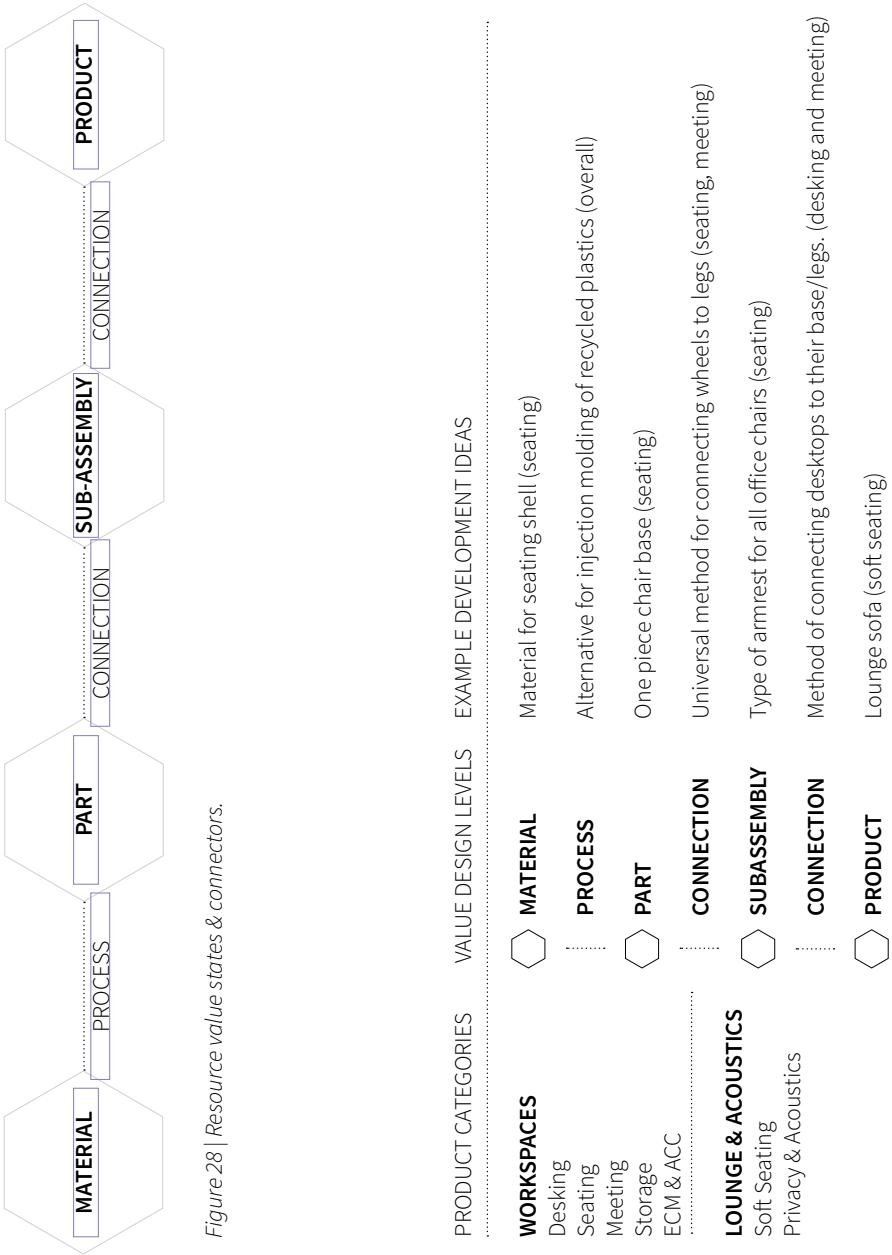 MATERIAL
PROCESS
PART
CONNECTION
SUB-ASSEMBLY
CONNECTION
PRODUCT
Figure 28 | Resource value states & connectors.
PRODUCT CATEGORIES VALUE DESIGN LEVELS EXAMPLE DEVELOPMENT IDEAS
WORKSPACES
Desking
Seating
Meeting
Storage
ECM & ACC
LOUNGE & ACOUSTICS
Soft Seating
Privacy & Acoustics
MATERIAL Material for seating shell (seating)
PROCESS Alternative for injection molding of recycled plastics (overall)
PART One piece chair base (seating)
CONNECTION Universal method for connecting wheels to legs (seating, meeting)
SUBASSEMBLY Type of armrest for all office chairs (seating)
CONNECTION Method of connecting desktops to their base/legs. (desking and meeting)
PRODUCT Lounge sofa (soft seating)